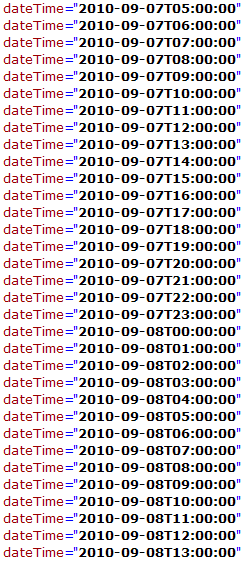 dateTime="2010-09-07T05:00:00"
dateTime="2010-09-07T06:00:00"
dateTime="2010-09-07T07:00:00"
dateTime="2010-09-07T08:00:00"
dateTime="2010-09-07T09:00:00"
dateTime="2010-09-07T10:00:00"
dateTime="2010-09-07T11:00:00"
dateTime="2010-09-07T12:00:00"
dateTime="2010-09-07T13:00:00"
dateTime="2010-09-07T14:00:00"
dateTime="2010-09-07T15:00:00"
dateTime="2010-09-07T16:00:00"
dateTime="2010-09-07T17:00:00"
dateTime="2010-09-07T18:00:00"
dateTime="2010-09-07T19:00:00"
dateTime="2010-09-07T20:00:00"
dateTime="2010-09-07T21:00:00"
dateTime="2010-09-07T22:00:00"
dateTime="2010-09-07T23:00:00"
dateTime="2010-09-08T00:00:00"
dateTime="2010-09-08T01:00:00"
dateTime="2010-09-08T02:00:00"
dateTime="2010-09-08T03:00:00"
dateTime="2010-09-08T04:00:00"
dateTime="2010-09-08T05:00:00"
dateTime="2010-09-08T06:00:00"
dateTime="2010-09-08T07:00:00"
dateTime="2010-09-08T08:00:00"
dateTime="2010-09-08T09:00:00"
dateTime="2010-09-08T10:00:00"
dateTime="2010-09-08T11:00:00"
dateTime="2010-09-08T12:00:00"
dateTime="2010-09-08T13:00:00"